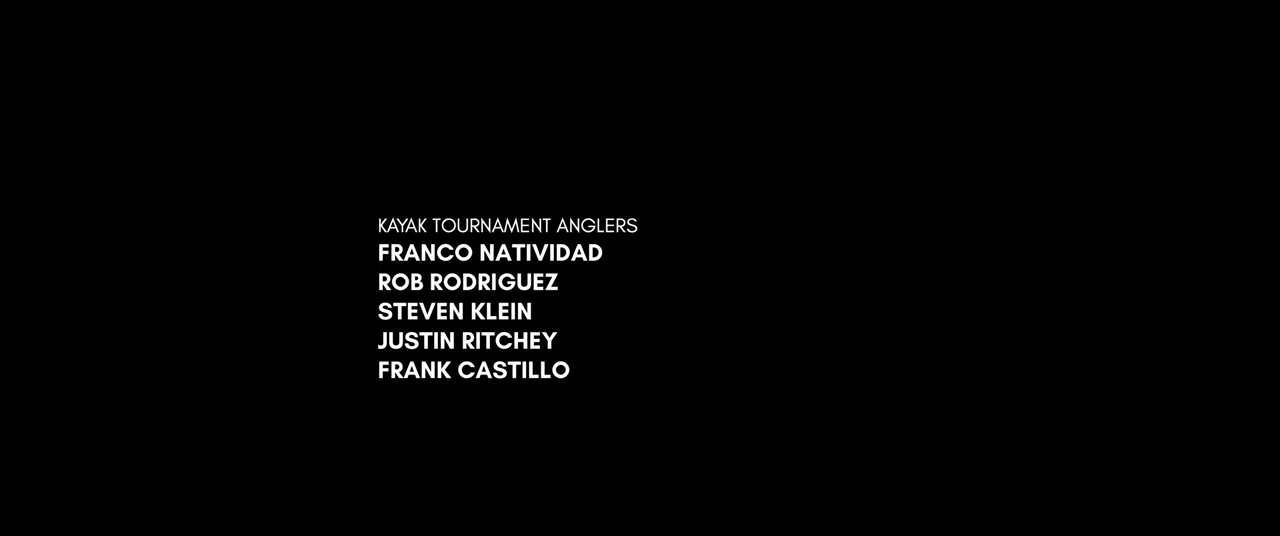 KAYAK TOURNAMENT ANGLERS
FRANCO NATIVIDAD
ROB RODRIGUEZ
STEVEN KLEIN
JUSTIN RITCHEY
FRANK CASTILLO